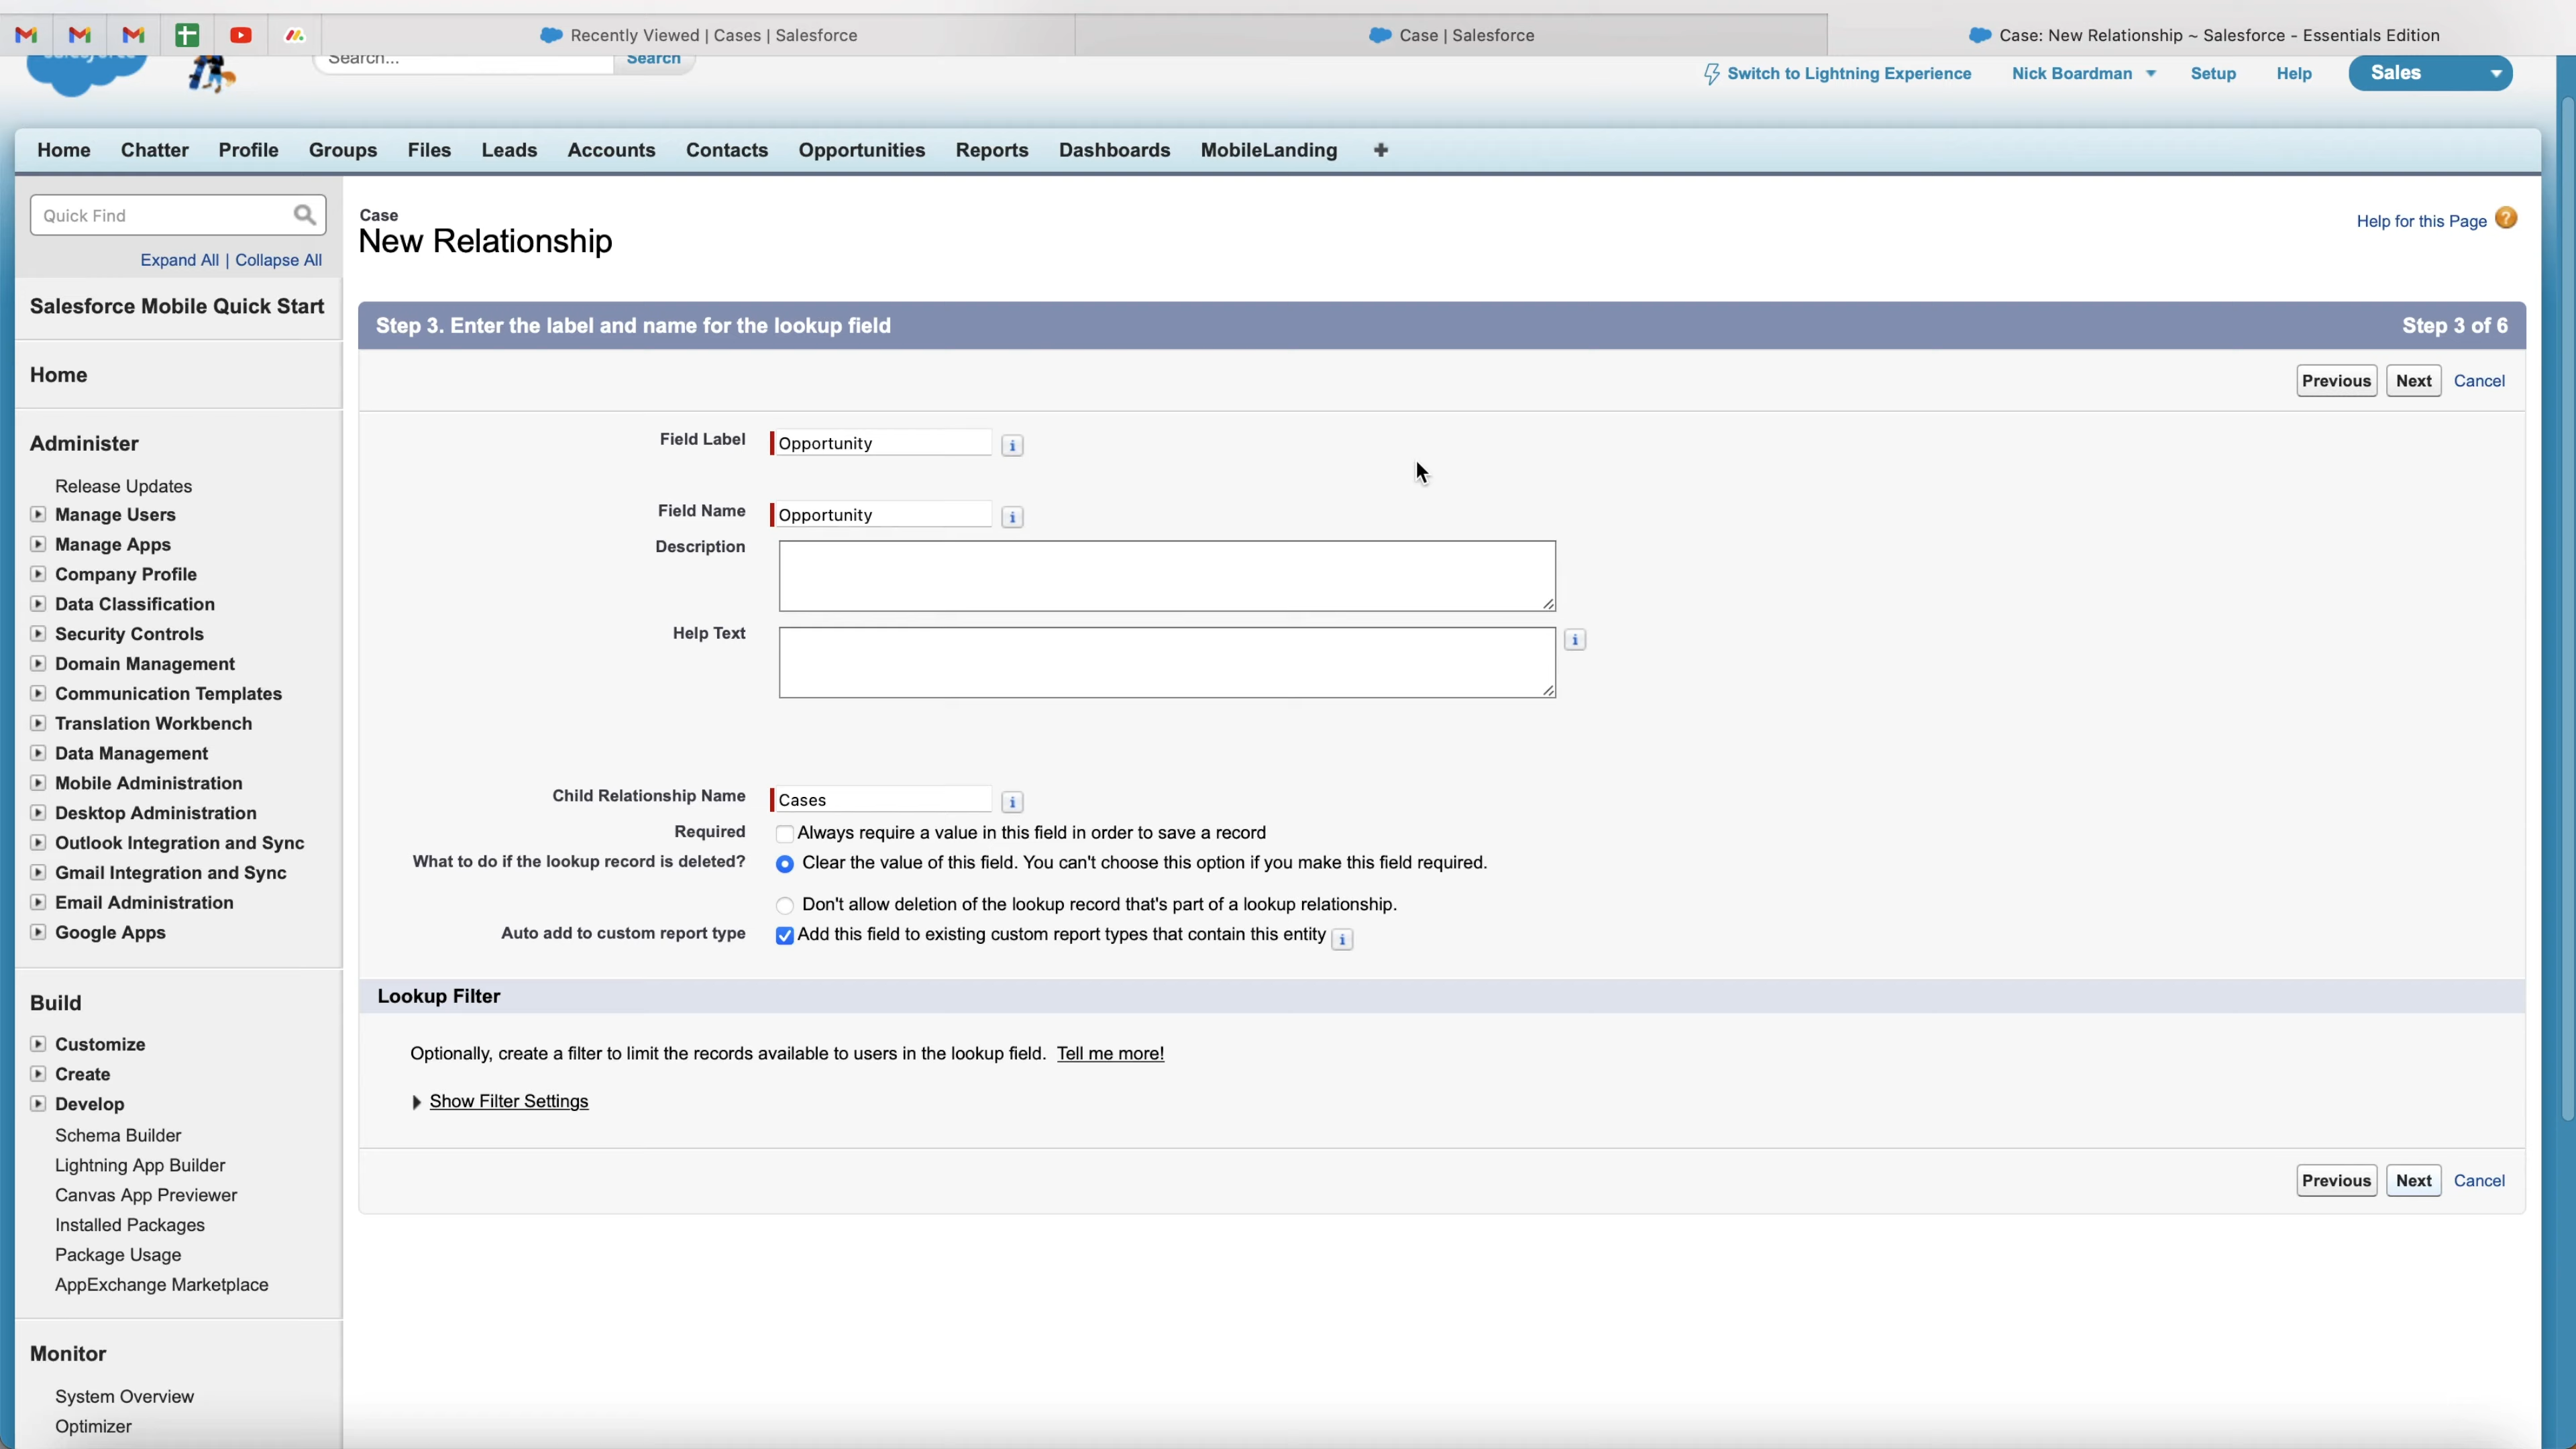 Recently Viewed | Cases | Salesforce
Case | Salesforce
Case: New Relationship ~ Salesforce - Essentials Edition
Search...
Search
Switch to Lightning Experience
Nick Boardman
Setup
Help
Sales
Home
Chatter
Profile
Groups
Files
Leads
Accounts
Contacts
Opportunities
Reports
Dashboards
MobileLanding
Quick Find
Expand All | Collapse All
Salesforce Mobile Quick Start
Home
Administer
Release Updates
Manage Users
Manage Apps
Company Profile
Data Classification
Security Controls
Domain Management
Communication Templates
Translation Workbench
Data Management
Mobile Administration
Desktop Administration
Outlook Integration and Sync
Gmail Integration and Sync
Email Administration
Google Apps
Build
Customize
Create
Develop
Schema Builder
Lightning App Builder
Canvas App Previewer
Installed Packages
Package Usage
AppExchange Marketplace
Monitor
System Overview
Optimizer
Case
New Relationship
Help for this Page
Step 3. Enter the label and name for the lookup field
Step 3 of 6
Previous
Next
Cancel
Field Label
Opportunity
Field Name
Opportunity
Description
Help Text
Child Relationship Name
Cases
Required
Always require a value in this field in order to save a record
What to do if the lookup record is deleted?
Clear the value of this field. You can't choose this option if you make this field required.
Don't allow deletion of the lookup record that's part of a lookup relationship.
Auto add to custom report type
Add this field to existing custom report types that contain this entity
Lookup Filter
Optionally, create a filter to limit the records available to users in the lookup field. Tell me more!
Show Filter Settings
Previous
Next
Cancel